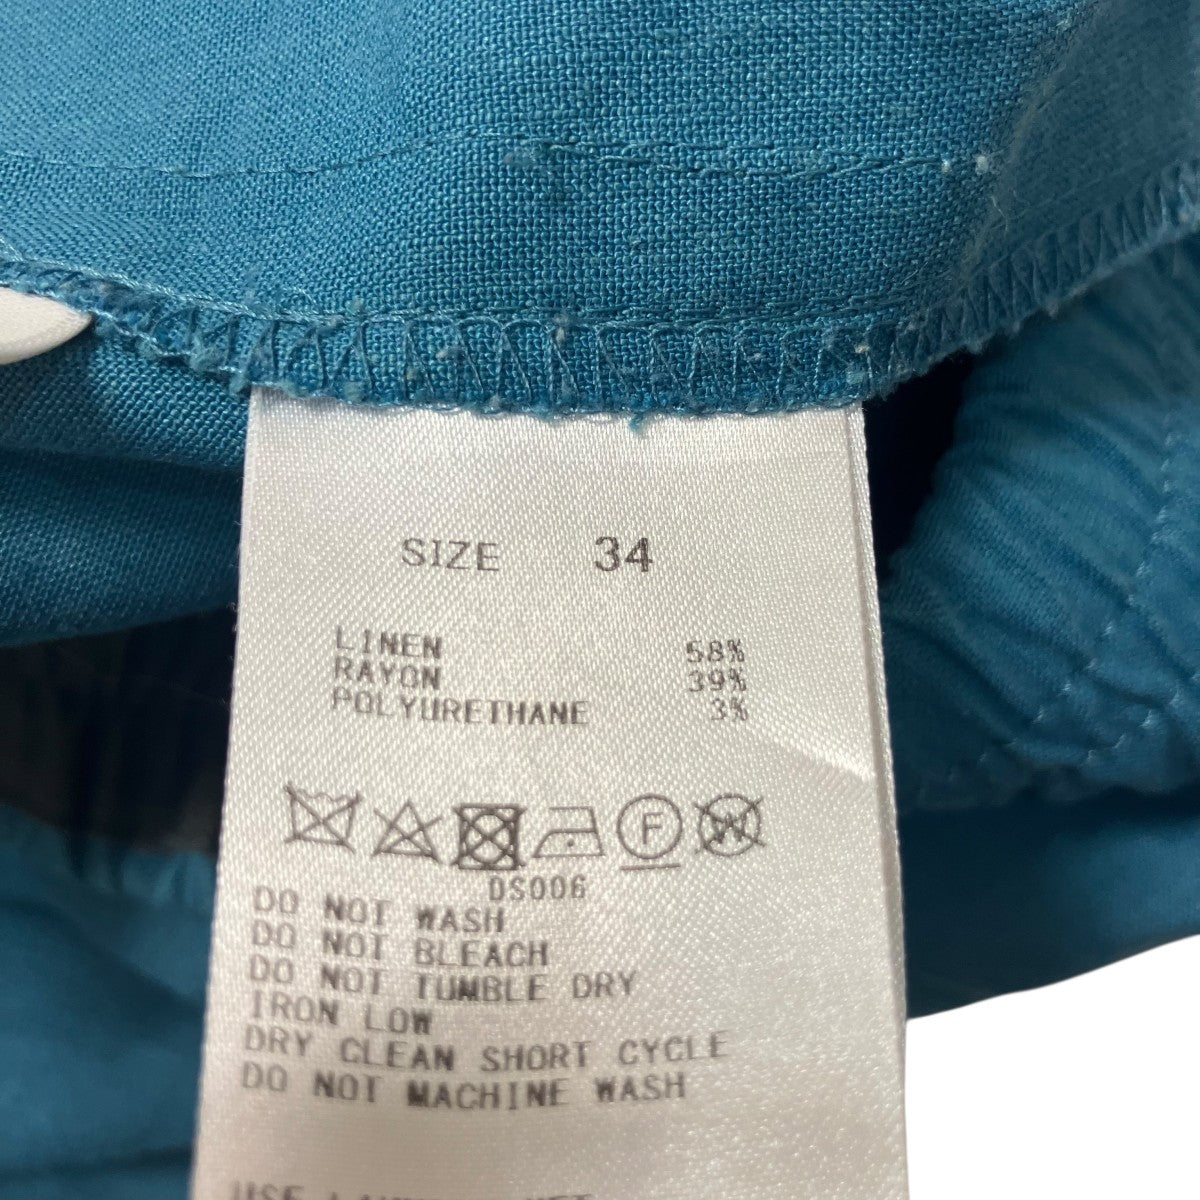 SIZE 34
LINEN 58%
RAYON 39%
POLYURETHANE 3%
F W
DS006
DO NOT WASH
DO NOT BLEACH
DO NOT TUMBLE DRY
IRON LOW
DRY CLEAN SHORT CYCLE
DO NOT MACHINE WASH
USE